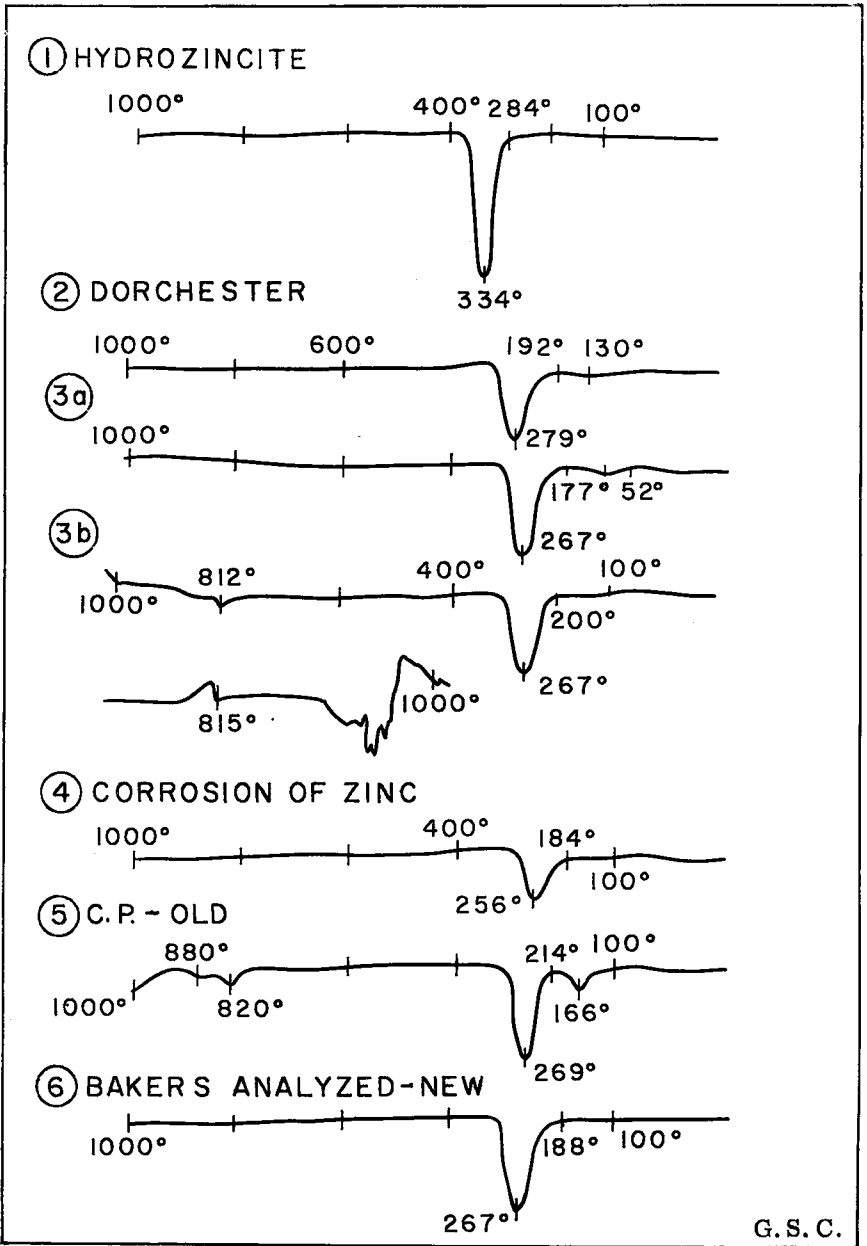 ① HYDROZINCITE
1000° 400° 284° 100°
334°
② DORCHESTER
1000° 600° 192° 130°
279°
③a
1000°
177° 52°
267°
③b
812° 400° 100°
1000° 200°
267°
815° 1000°
④ CORROSION OF ZINC
1000° 400° 184°
100°
256°
⑤ C.P. - OLD
880° 214° 100°
1000° 820° 166°
269°
⑥ BAKERS ANALYZED-NEW
1000° 188° 100°
267°
G.S.C.